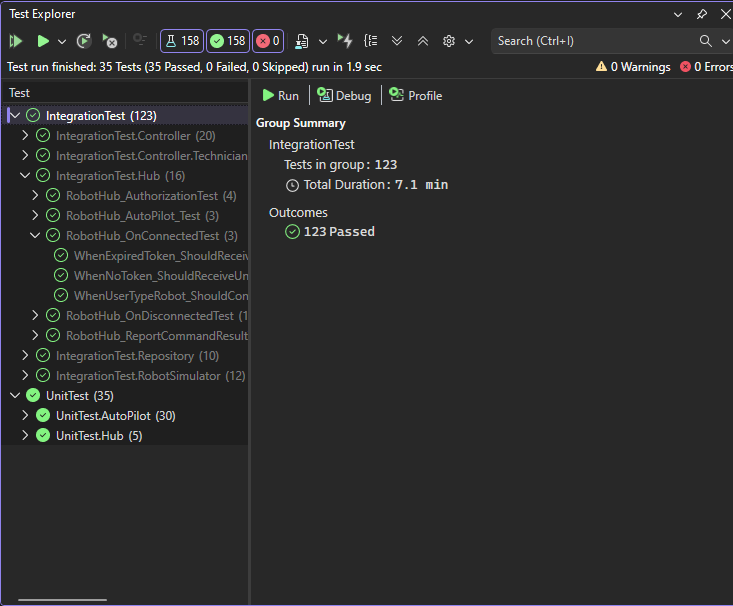 Test Explorer
158 158 0 Search (Ctrl+I)
Test run finished: 35 Tests (35 Passed, 0 Failed, 0 Skipped) run in 1.9 sec 0 Warnings 0 Errors
Test
IntegrationTest (123)
IntegrationTest.Controller (20)
IntegrationTest.Controller.Technician
IntegrationTest.Hub (16)
RobotHub_AuthorizationTest (4)
RobotHub_AutoPilot_Test (3)
RobotHub_OnConnectedTest (3)
WhenExpiredToken_ShouldReceiv
WhenNoToken_ShouldReceiveUn
WhenUserTypeRobot_ShouldCon
RobotHub_OnDisconnectedTest (1
RobotHub_ReportCommandResult
IntegrationTest.Repository (10)
IntegrationTest.RobotSimulator (12)
UnitTest (35)
UnitTest.AutoPilot (30)
UnitTest.Hub (5)
Run Debug Profile
Group Summary
IntegrationTest
Tests in group: 123
Total Duration: 7.1 min
Outcomes
123 Passed